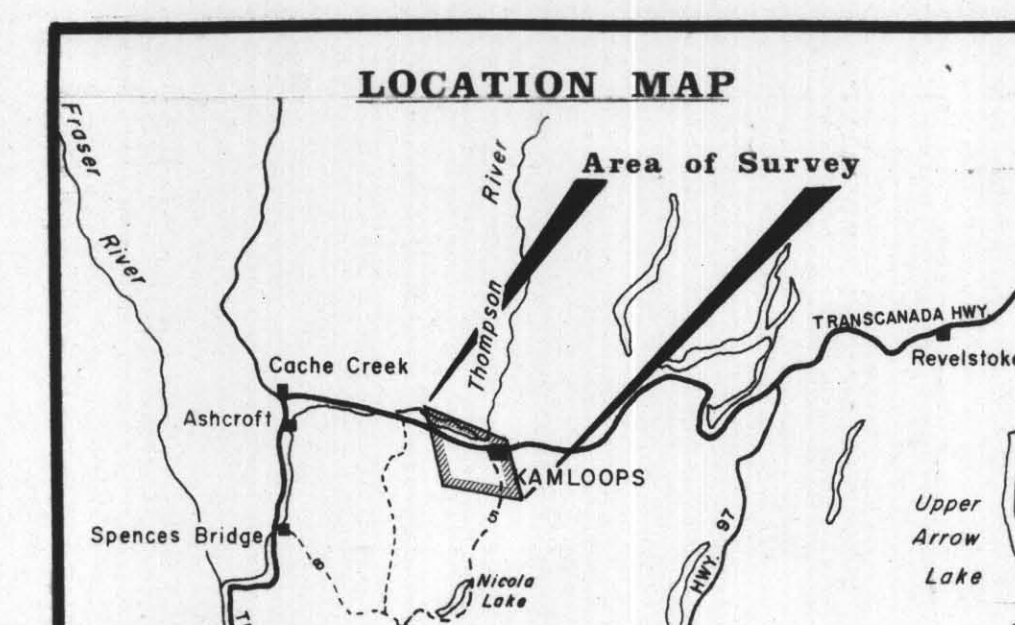 LOCATION MAP
Fraser
River
River
Thompson
Area of Survey
TRANSCANADA HWY.
Revelstoke
Cache Creek
Ashcroft
KAMLOOPS
Spences Bridge
8
5
HWY. 97
Upper
Arrow
Lake
Nicola
Lake